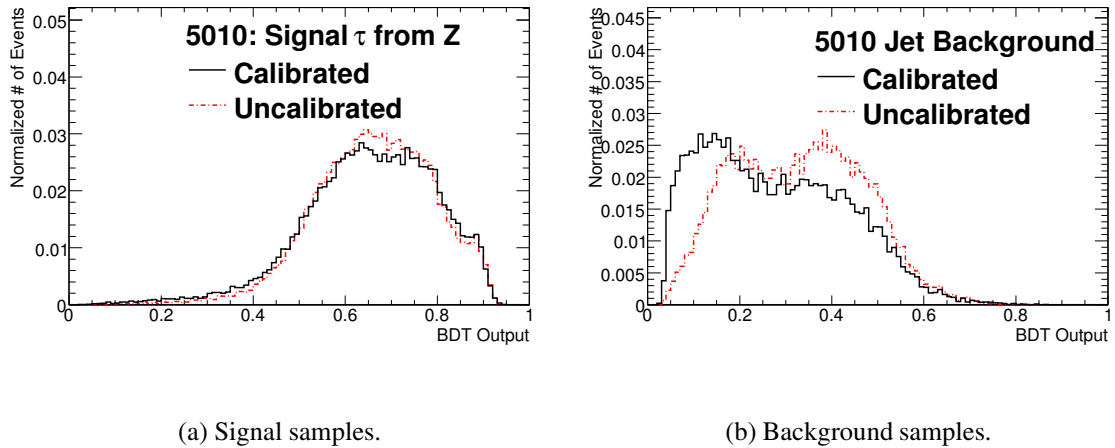 5010: Signal τ from Z
Calibrated
Uncalibrated
Normalized # of Events
0.05
0.04
0.03
0.02
0.01
0
0 0.2 0.4 0.6 0.8 1
BDT Output
(a) Signal samples.
5010 Jet Background
Calibrated
Uncalibrated
Normalized # of Events
0.045
0.04
0.035
0.03
0.025
0.02
0.015
0.01
0.005
0
0 0.2 0.4 0.6 0.8 1
BDT Output
(b) Background samples.